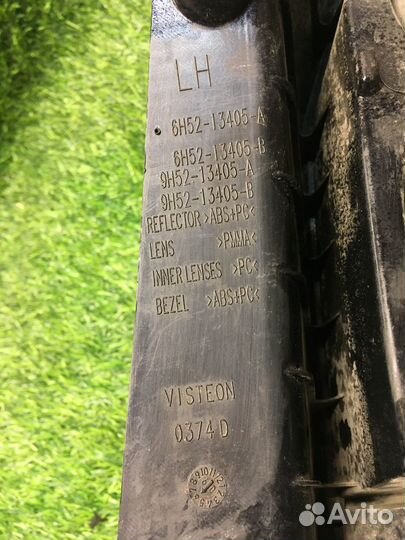 LH
6H52-13405-A
6H52-13405-B
9H52-13405-A
9H52-13405-B
REFLECTOR >ABS+PC<
LENS >PMMA<
INNER LENSES >PC<
BEZEL >ABS+PC<
VISTEON
0374D
Avito